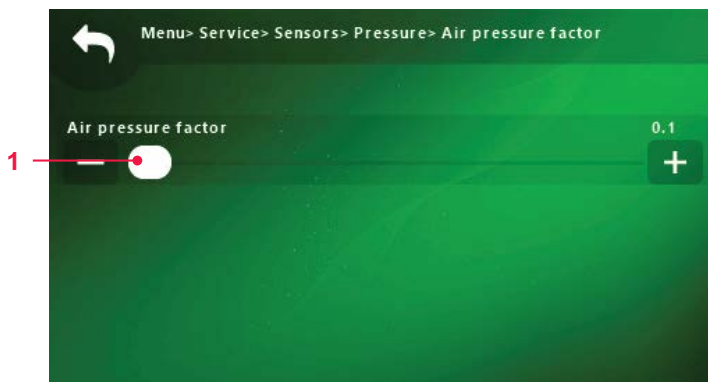 Menu> Service> Sensors> Pressure> Air pressure factor
Air pressure factor 0.1
1